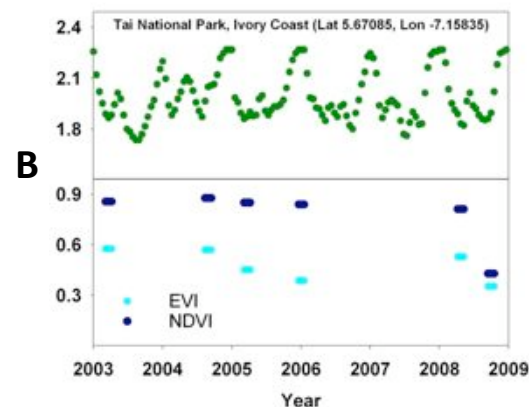 Tai National Park, Ivory Coast (Lat 5.67085, Lon -7.15835)
2.4
2.1
1.8
B
0.9
0.6
0.3
EVI
NDVI
2003 2004 2005 2006 2007 2008 2009
Year